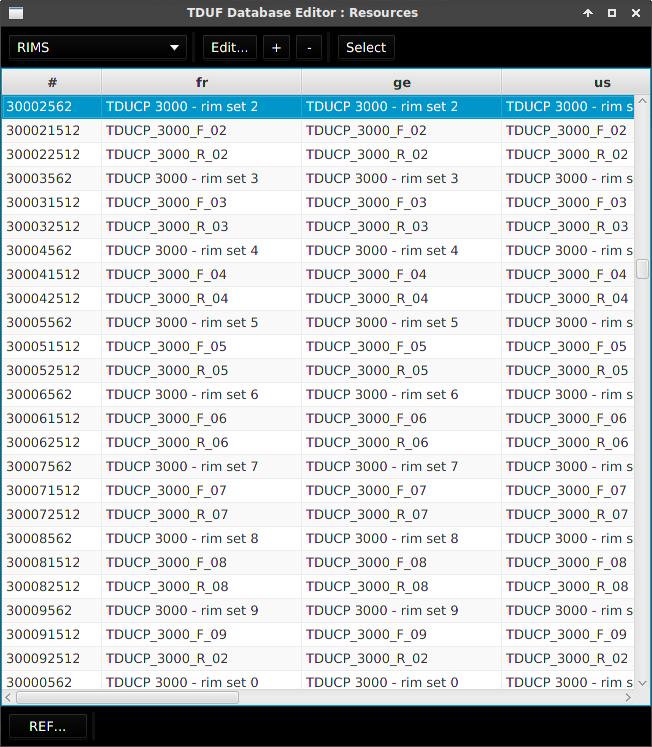 TDUF Database Editor : Resources
RIMS Edit... + - Select
# fr ge us
30002562 TDUCP 3000 - rim set 2 TDUCP 3000 - rim set 2 TDUCP 3000 - rim s
300021512 TDUCP_3000_F_02 TDUCP_3000_F_02 TDUCP_3000_F_02
300022512 TDUCP_3000_R_02 TDUCP_3000_R_02 TDUCP_3000_R_02
30003562 TDUCP 3000 - rim set 3 TDUCP 3000 - rim set 3 TDUCP 3000 - rim s
300031512 TDUCP_3000_F_03 TDUCP_3000_F_03 TDUCP_3000_F_03
300032512 TDUCP_3000_R_03 TDUCP_3000_R_03 TDUCP_3000_R_03
30004562 TDUCP 3000 - rim set 4 TDUCP 3000 - rim set 4 TDUCP 3000 - rim s
300041512 TDUCP_3000_F_04 TDUCP_3000_F_04 TDUCP_3000_F_04
300042512 TDUCP_3000_R_04 TDUCP_3000_R_04 TDUCP_3000_R_04
30005562 TDUCP 3000 - rim set 5 TDUCP 3000 - rim set 5 TDUCP 3000 - rim s
300051512 TDUCP_3000_F_05 TDUCP_3000_F_05 TDUCP_3000_F_05
300052512 TDUCP_3000_R_05 TDUCP_3000_R_05 TDUCP_3000_R_05
30006562 TDUCP 3000 - rim set 6 TDUCP 3000 - rim set 6 TDUCP 3000 - rim s
300061512 TDUCP_3000_F_06 TDUCP_3000_F_06 TDUCP_3000_F_06
300062512 TDUCP_3000_R_06 TDUCP_3000_R_06 TDUCP_3000_R_06
30007562 TDUCP 3000 - rim set 7 TDUCP 3000 - rim set 7 TDUCP 3000 - rim s
300071512 TDUCP_3000_F_07 TDUCP_3000_F_07 TDUCP_3000_F_07
300072512 TDUCP_3000_R_07 TDUCP_3000_R_07 TDUCP_3000_R_07
30008562 TDUCP 3000 - rim set 8 TDUCP 3000 - rim set 8 TDUCP 3000 - rim s
300081512 TDUCP_3000_F_08 TDUCP_3000_F_08 TDUCP_3000_F_08
300082512 TDUCP_3000_R_08 TDUCP_3000_R_08 TDUCP_3000_R_08
30009562 TDUCP 3000 - rim set 9 TDUCP 3000 - rim set 9 TDUCP 3000 - rim s
300091512 TDUCP_3000_F_09 TDUCP_3000_F_09 TDUCP_3000_F_09
300092512 TDUCP_3000_R_02 TDUCP_3000_R_02 TDUCP_3000_R_02
30000562 TDUCP 3000 - rim set 0 TDUCP 3000 - rim set 0 TDUCP 3000 - rim s
REF...